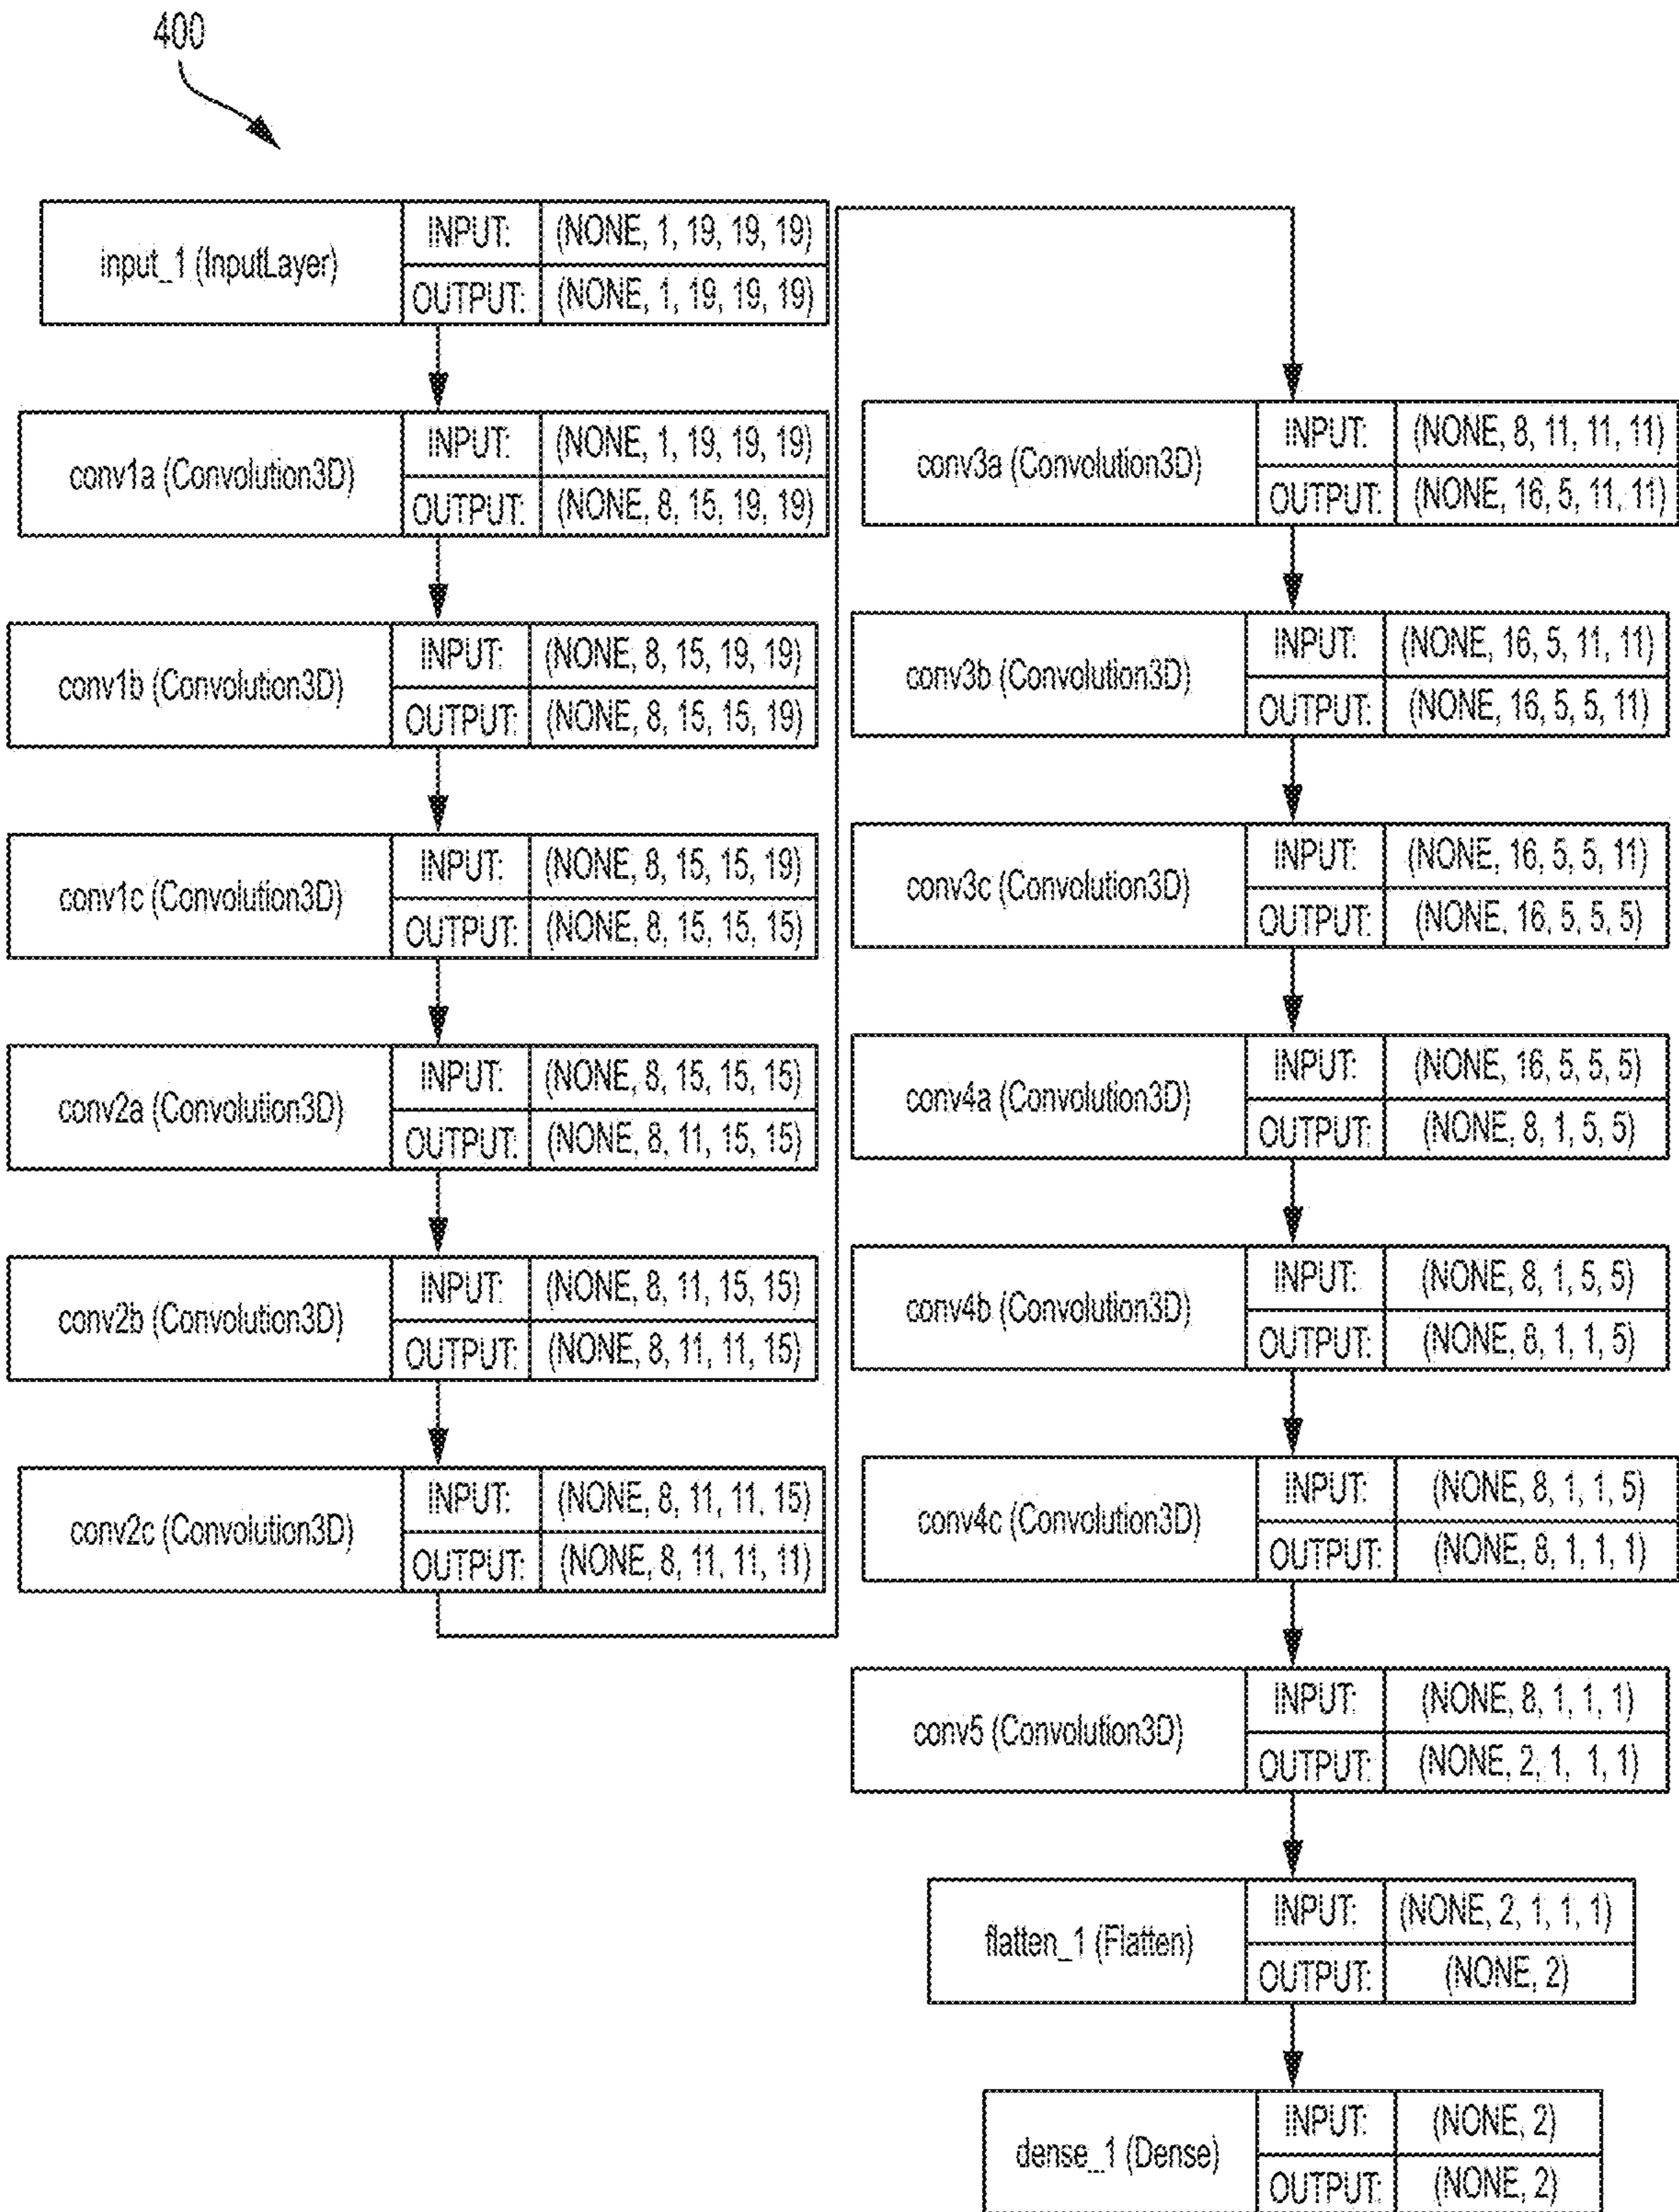 400
input_1 (InputLayer)
INPUT: (NONE, 1, 19, 19, 19)
OUTPUT: (NONE, 1, 19, 19, 19)
conv1a (Convolution3D)
INPUT: (NONE, 1, 19, 19, 19)
OUTPUT: (NONE, 8, 15, 19, 19)
conv1b (Convolution3D)
INPUT: (NONE, 8, 15, 19, 19)
OUTPUT: (NONE, 8, 15, 15, 19)
conv1c (Convolution3D)
INPUT: (NONE, 8, 15, 15, 19)
OUTPUT: (NONE, 8, 15, 15, 15)
conv2a (Convolution3D)
INPUT: (NONE, 8, 15, 15, 15)
OUTPUT: (NONE, 8, 11, 15, 15)
conv2b (Convolution3D)
INPUT: (NONE, 8, 11, 15, 15)
OUTPUT: (NONE, 8, 11, 11, 15)
conv2c (Convolution3D)
INPUT: (NONE, 8, 11, 11, 15)
OUTPUT: (NONE, 8, 11, 11, 11)
conv3a (Convolution3D)
INPUT: (NONE, 8, 11, 11, 11)
OUTPUT: (NONE, 16, 5, 11, 11)
conv3b (Convolution3D)
INPUT: (NONE, 16, 5, 11, 11)
OUTPUT: (NONE, 16, 5, 5, 11)
conv3c (Convolution3D)
INPUT: (NONE, 16, 5, 5, 11)
OUTPUT: (NONE, 16, 5, 5, 5)
conv4a (Convolution3D)
INPUT: (NONE, 16, 5, 5, 5)
OUTPUT: (NONE, 8, 1, 5, 5)
conv4b (Convolution3D)
INPUT: (NONE, 8, 1, 5, 5)
OUTPUT: (NONE, 8, 1, 1, 5)
conv4c (Convolution3D)
INPUT: (NONE, 8, 1, 1, 5)
OUTPUT: (NONE, 8, 1, 1, 1)
conv5 (Convolution3D)
INPUT: (NONE, 8, 1, 1, 1)
OUTPUT: (NONE, 2, 1, 1, 1)
flatten_1 (Flatten)
INPUT: (NONE, 2, 1, 1, 1)
OUTPUT: (NONE, 2)
dense_1 (Dense)
INPUT: (NONE, 2)
OUTPUT: (NONE, 2)